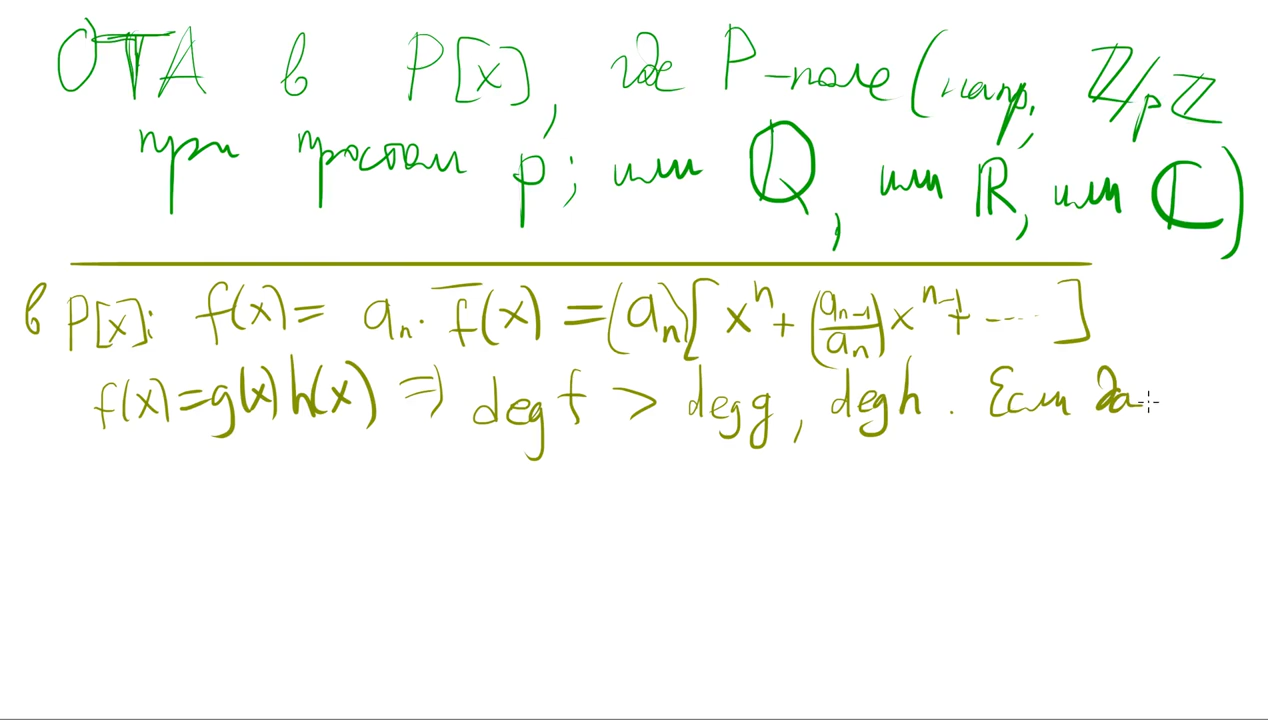 ОТА в P[x], где P-поле (напр., ℤ/pℤ
при простом p; или ℚ, или ℝ, или ℂ)
в P[x]: f(x) = aₙ · f̅(x) = (aₙ)[xⁿ + (aₙ₋₁/aₙ)xⁿ⁻¹ + ....]
f(x) = g(x)h(x) ⇒ deg f > deg g, deg h. Если да